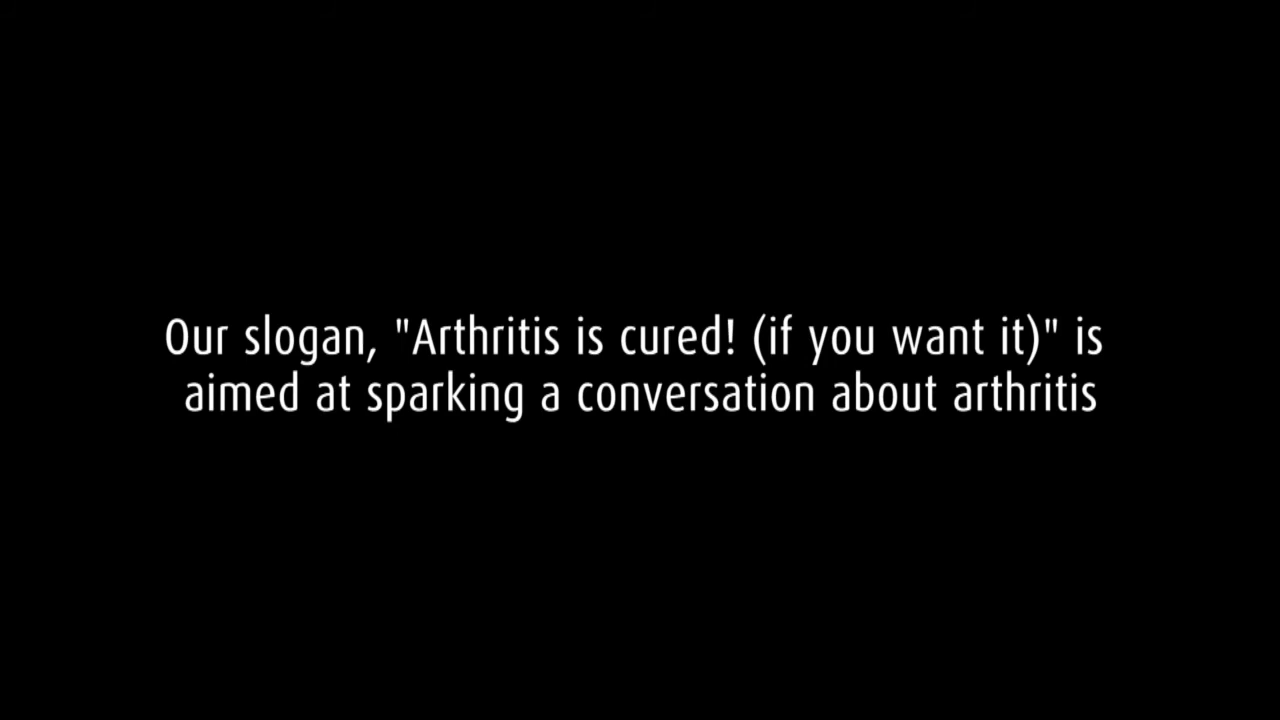 Our slogan, "Arthritis is cured! (if you want it)" is
aimed at sparking a conversation about arthritis